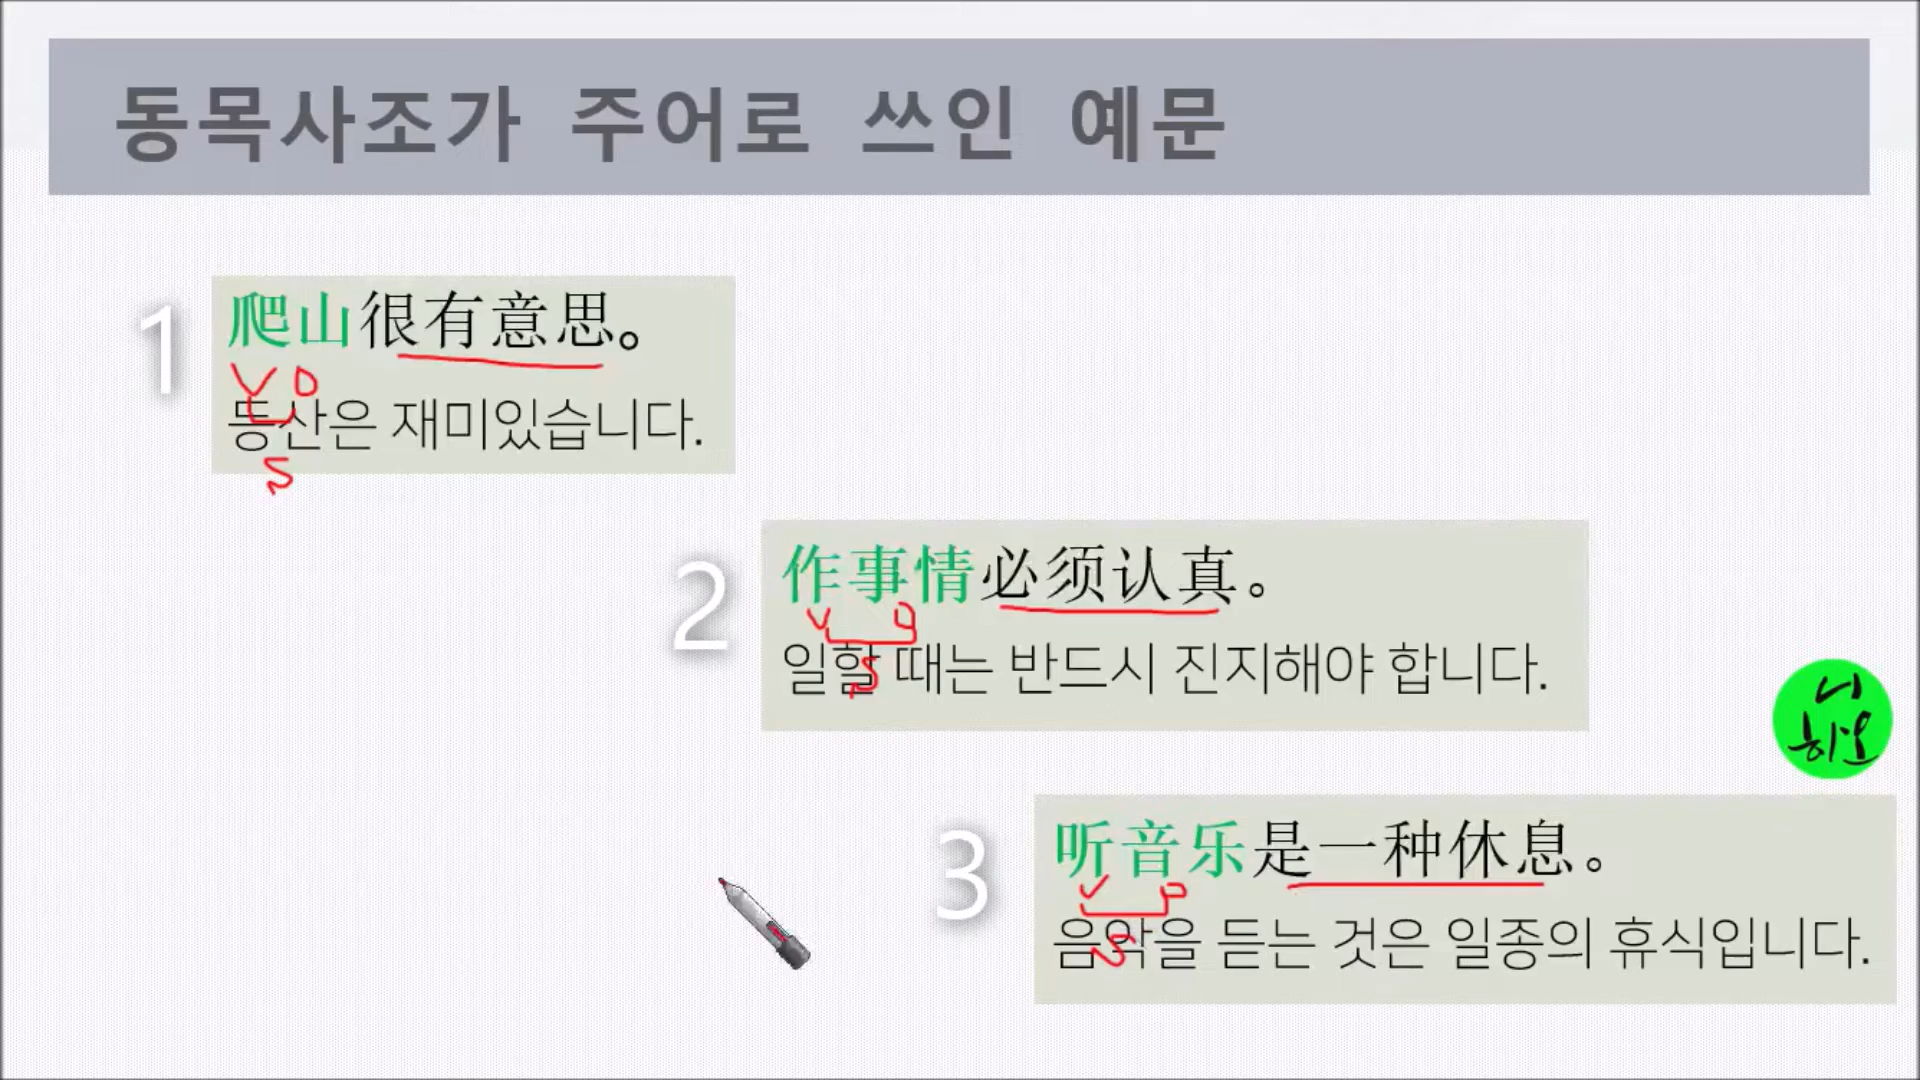 동목사조가 주어로 쓰인 예문
1
爬山很有意思。
V O
등산은 재미있습니다.
S
2
作事情必须认真。
V O
일할 때는 반드시 진지해야 합니다.
S
니
하오
3
听音乐是一种休息。
V O
음악을 듣는 것은 일종의 휴식입니다.
S